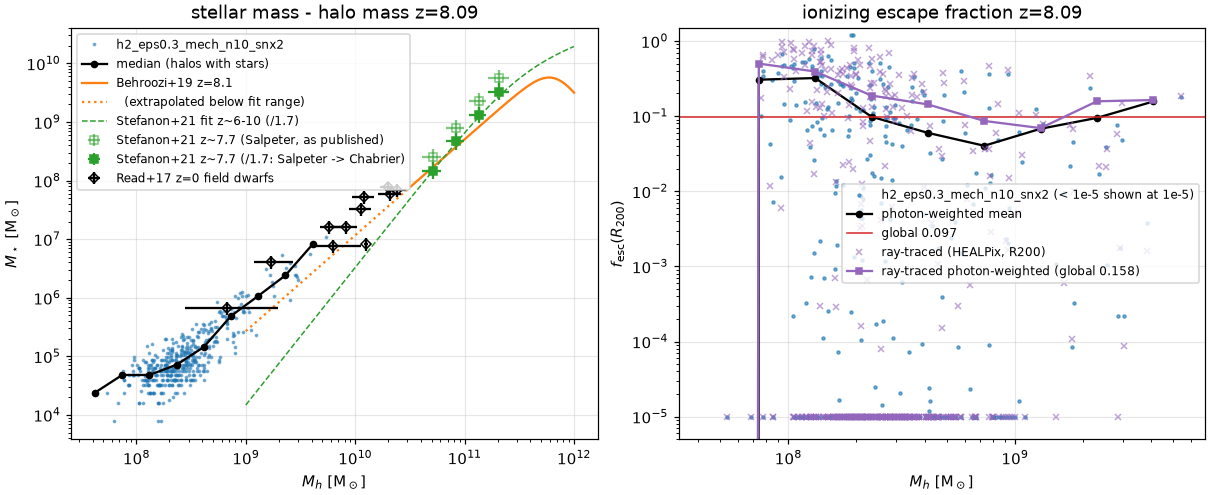 stellar mass - halo mass z=8.09
h2_eps0.3_mech_n10_snx2
median (halos with stars)
Behroozi+19 z=8.1
(extrapolated below fit range)
Stefanon+21 fit z~6-10 (/1.7)
Stefanon+21 z~7.7 (Salpeter, as published)
Stefanon+21 z~7.7 (/1.7: Salpeter -> Chabrier)
Read+17 z=0 field dwarfs
10¹⁰
10⁹
10⁸
10⁷
10⁶
10⁵
10⁴
M⋆ [M⊙]
10⁸ 10⁹ 10¹⁰ 10¹¹ 10¹²
Mₕ [M⊙]
ionizing escape fraction z=8.09
10⁰
10⁻¹
10⁻²
10⁻³
10⁻⁴
10⁻⁵
f_esc(R₂₀₀)
h2_eps0.3_mech_n10_snx2 (< 1e-5 shown at 1e-5)
photon-weighted mean
global 0.097
ray-traced (HEALPix, R200)
ray-traced photon-weighted (global 0.158)
10⁸ 10⁹
Mₕ [M⊙]